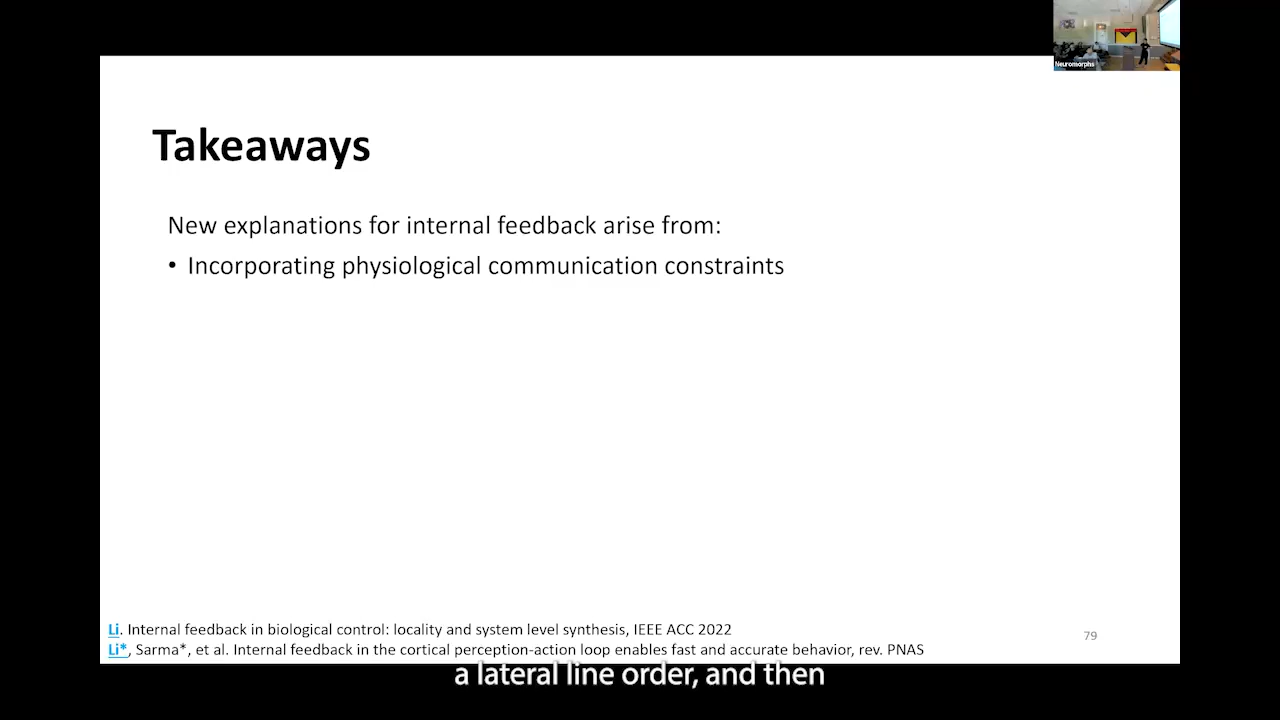 Neuromorphs
Takeaways
New explanations for internal feedback arise from:
• Incorporating physiological communication constraints
Li. Internal feedback in biological control: locality and system level synthesis, IEEE ACC 2022
79
Li*, Sarma*, et al. Internal feedback in the cortical perception-action loop enables fast and accurate behavior, rev. PNAS
a lateral line order, and then